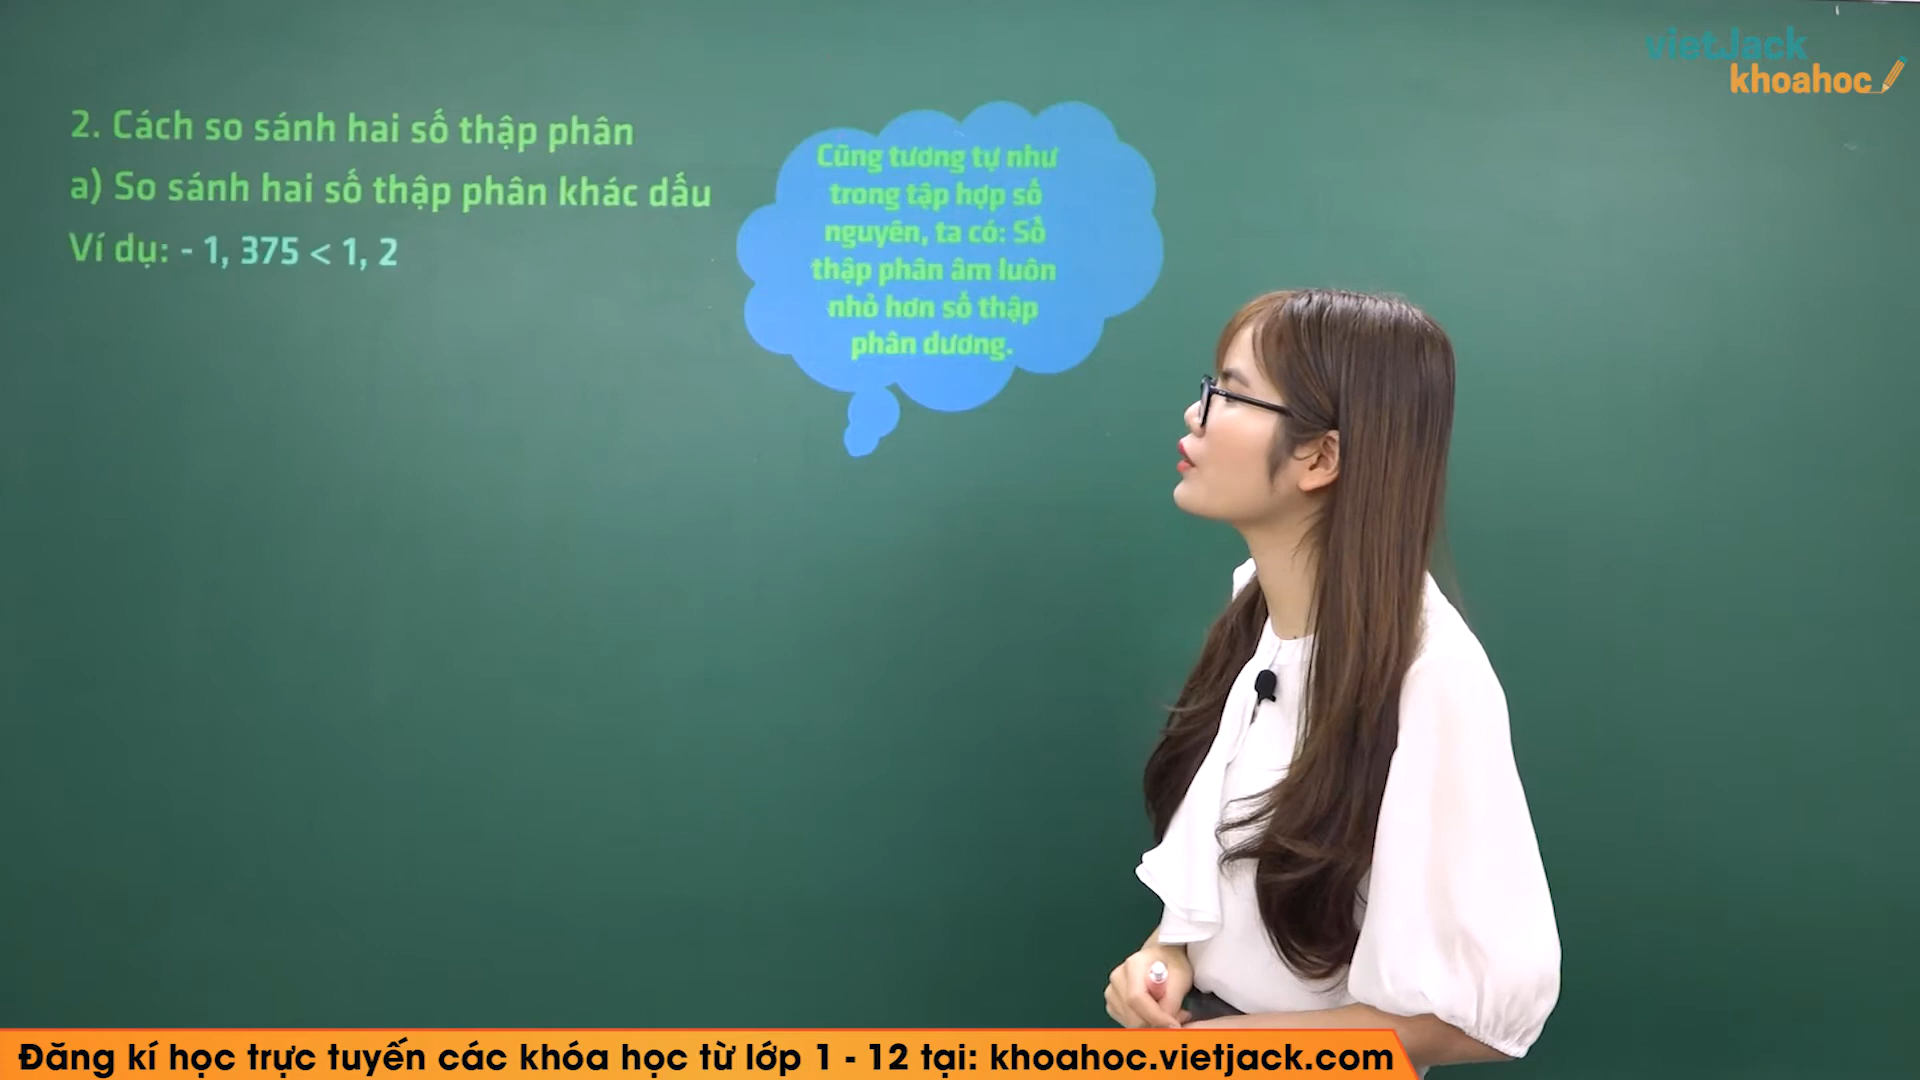 vietJack
khoahoc
2. Cách so sánh hai số thập phân
a) So sánh hai số thập phân khác dấu
Ví dụ: - 1, 375 < 1, 2
Cũng tương tự như
trong tập hợp số
nguyên, ta có: Số
thập phân âm luôn
nhỏ hơn số thập
phân dương.
Đăng kí học trực tuyến các khóa học từ lớp 1 - 12 tại: khoahoc.vietjack.com